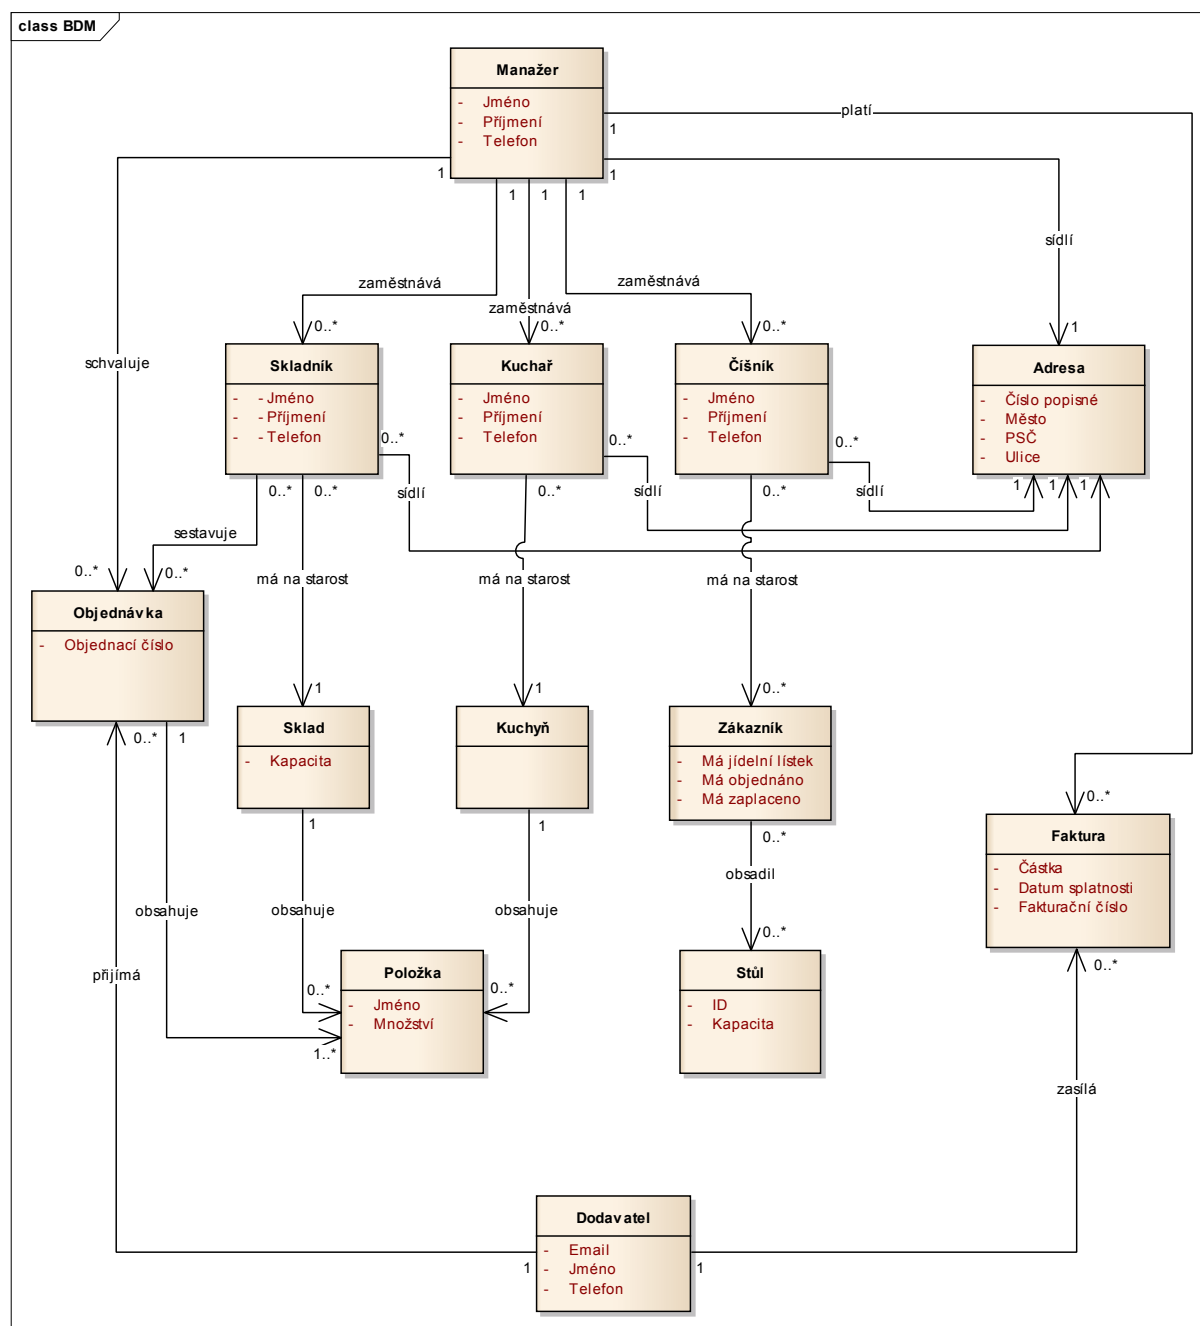 class BDM
Manažer
- Jméno
- Příjmení
- Telefon
platí
1
1
1
1
1
1
sídlí
zaměstnává
zaměstnává
zaměstnává
0..*
0..*
0..*
1
schvaluje
Skladník
- - Jméno
- - Příjmení
- - Telefon
Kuchař
- Jméno
- Příjmení
- Telefon
Číšník
- Jméno
- Příjmení
- Telefon
Adresa
- Číslo popisné
- Město
- PSČ
- Ulice
0..*
0..*
0..*
sídlí
sídlí
sídlí
0..*
0..*
0..*
0..*
1
1
1
sestavuje
0..*
0..*
má na starost
má na starost
má na starost
Objednávka
- Objednací číslo
1
1
0..*
0..*
1
Sklad
- Kapacita
Kuchyň
Zákazník
- Má jídelní lístek
- Má objednáno
- Má zaplaceno
0..*
1
1
0..*
Faktura
- Částka
- Datum splatnosti
- Fakturační číslo
obsadil
obsahuje
obsahuje
obsahuje
0..*
0..*
přijímá
Položka
- Jméno
- Množství
0..*
0..*
1..*
Stůl
- ID
- Kapacita
zasílá
Dodavatel
- Email
- Jméno
- Telefon
1
1